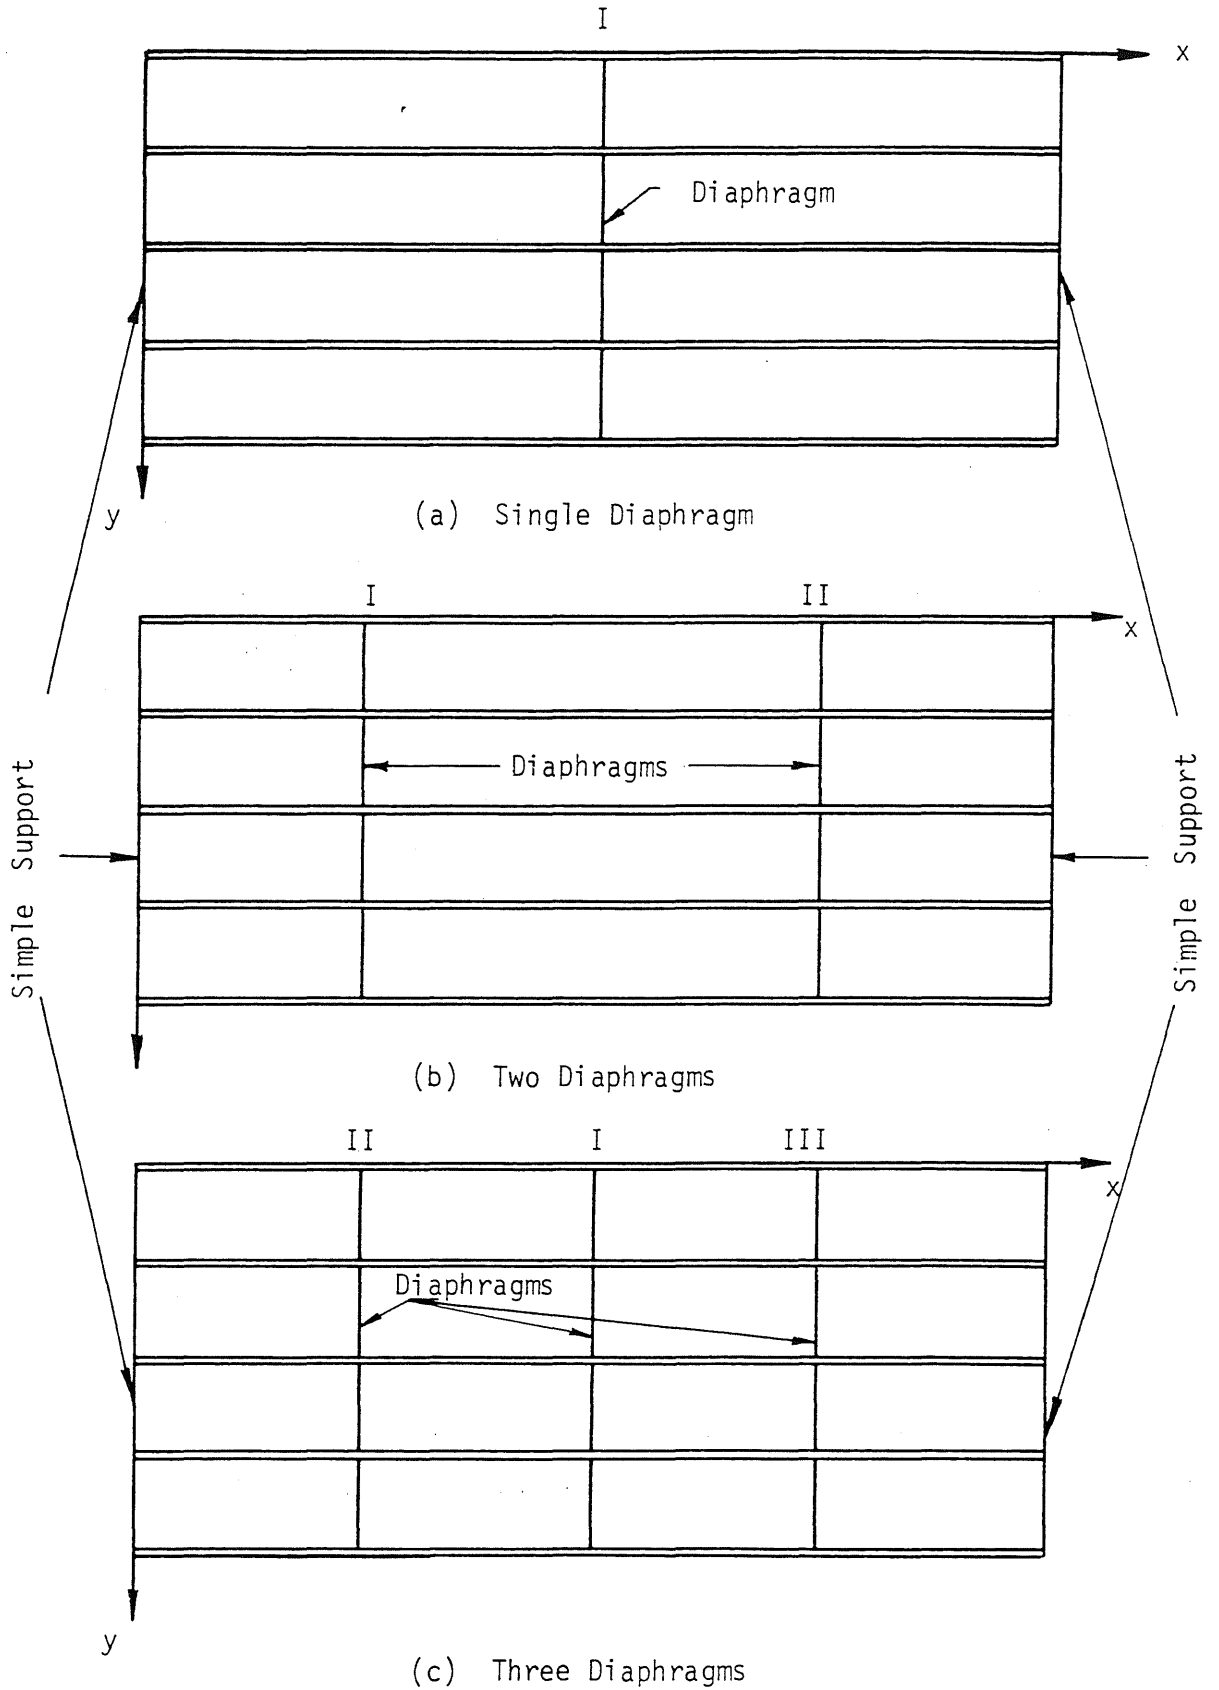 I
x
Diaphragm
y
(a) Single Diaphragm
I II
x
Diaphragms
Simple Support
Simple Support
(b) Two Diaphragms
II I III
x
Diaphragms
y
(c) Three Diaphragms